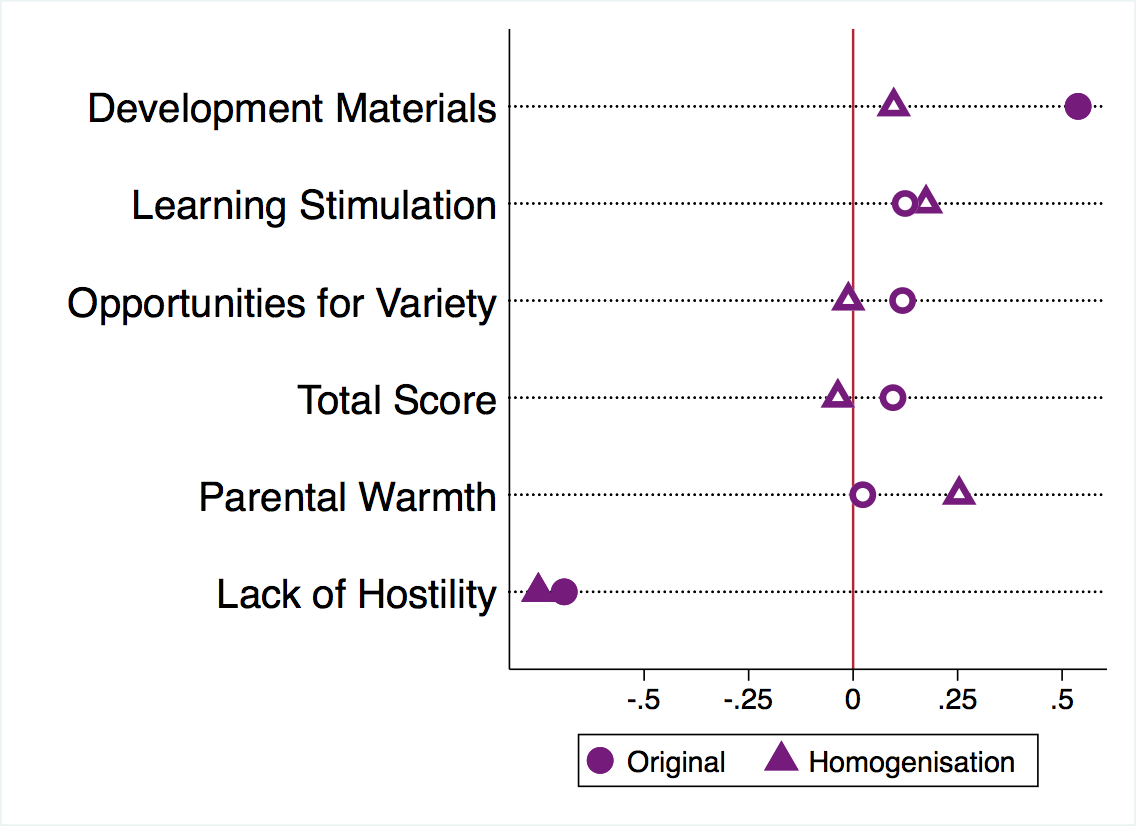 Development Materials
Learning Stimulation
Opportunities for Variety
Total Score
Parental Warmth
Lack of Hostility
-.5 -.25 0 .25 .5
Original Homogenisation